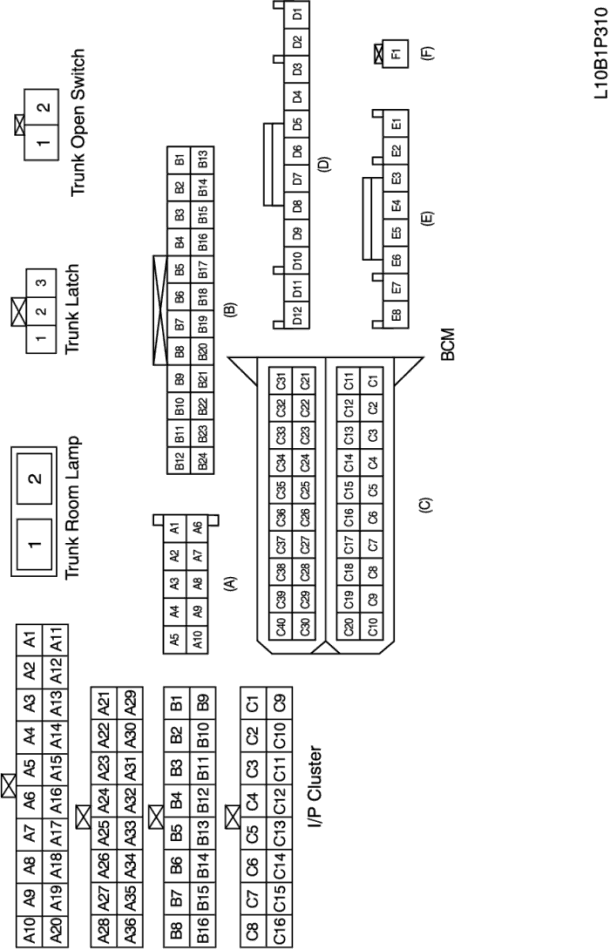 A10 A9 A8 A7 A6 A5 A4 A3 A2 A1
A20 A19 A18 A17 A16 A15 A14 A13 A12 A11
A28 A27 A26 A25 A24 A23 A22 A21
A36 A35 A34 A33 A32 A31 A30 A29
B8 B7 B6 B5 B4 B3 B2 B1
B16 B15 B14 B13 B12 B11 B10 B9
C8 C7 C6 C5 C4 C3 C2 C1
C16 C15 C14 C13 C12 C11 C10 C9
I/P Cluster
1 2
Trunk Room Lamp
1 2 3
Trunk Latch
1 2
Trunk Open Switch
A5 A4 A3 A2 A1
A10 A9 A8 A7 A6
(A)
B12 B11 B10 B9 B8 B7 B6 B5 B4 B3 B2 B1
B24 B23 B22 B21 B20 B19 B18 B17 B16 B15 B14 B13
(B)
C40 C39 C38 C37 C36 C35 C34 C33 C32 C31
C30 C29 C28 C27 C26 C25 C24 C23 C22 C21
C20 C19 C18 C17 C16 C15 C14 C13 C12 C11
C10 C9 C8 C7 C6 C5 C4 C3 C2 C1
(C)
D12 D11 D10 D9 D8 D7 D6 D5 D4 D3 D2 D1
(D)
E8 E7 E6 E5 E4 E3 E2 E1
(E)
F1
(F)
BCM
L10B1P310